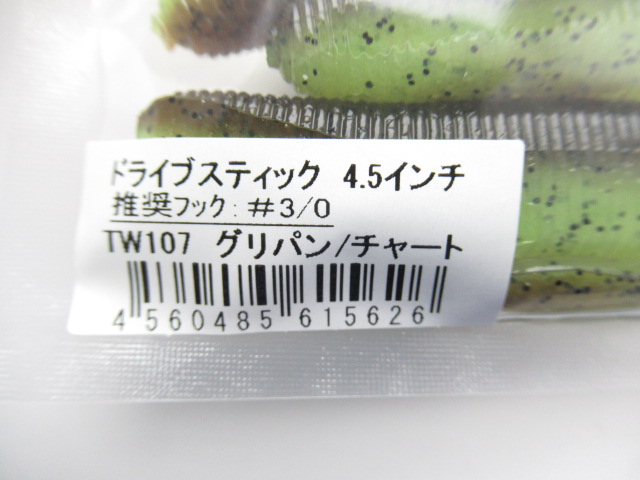 ドライブスティック 4.5インチ
推奨フック:#3/0
TW107 グリパン/チャート
4 560485 615626